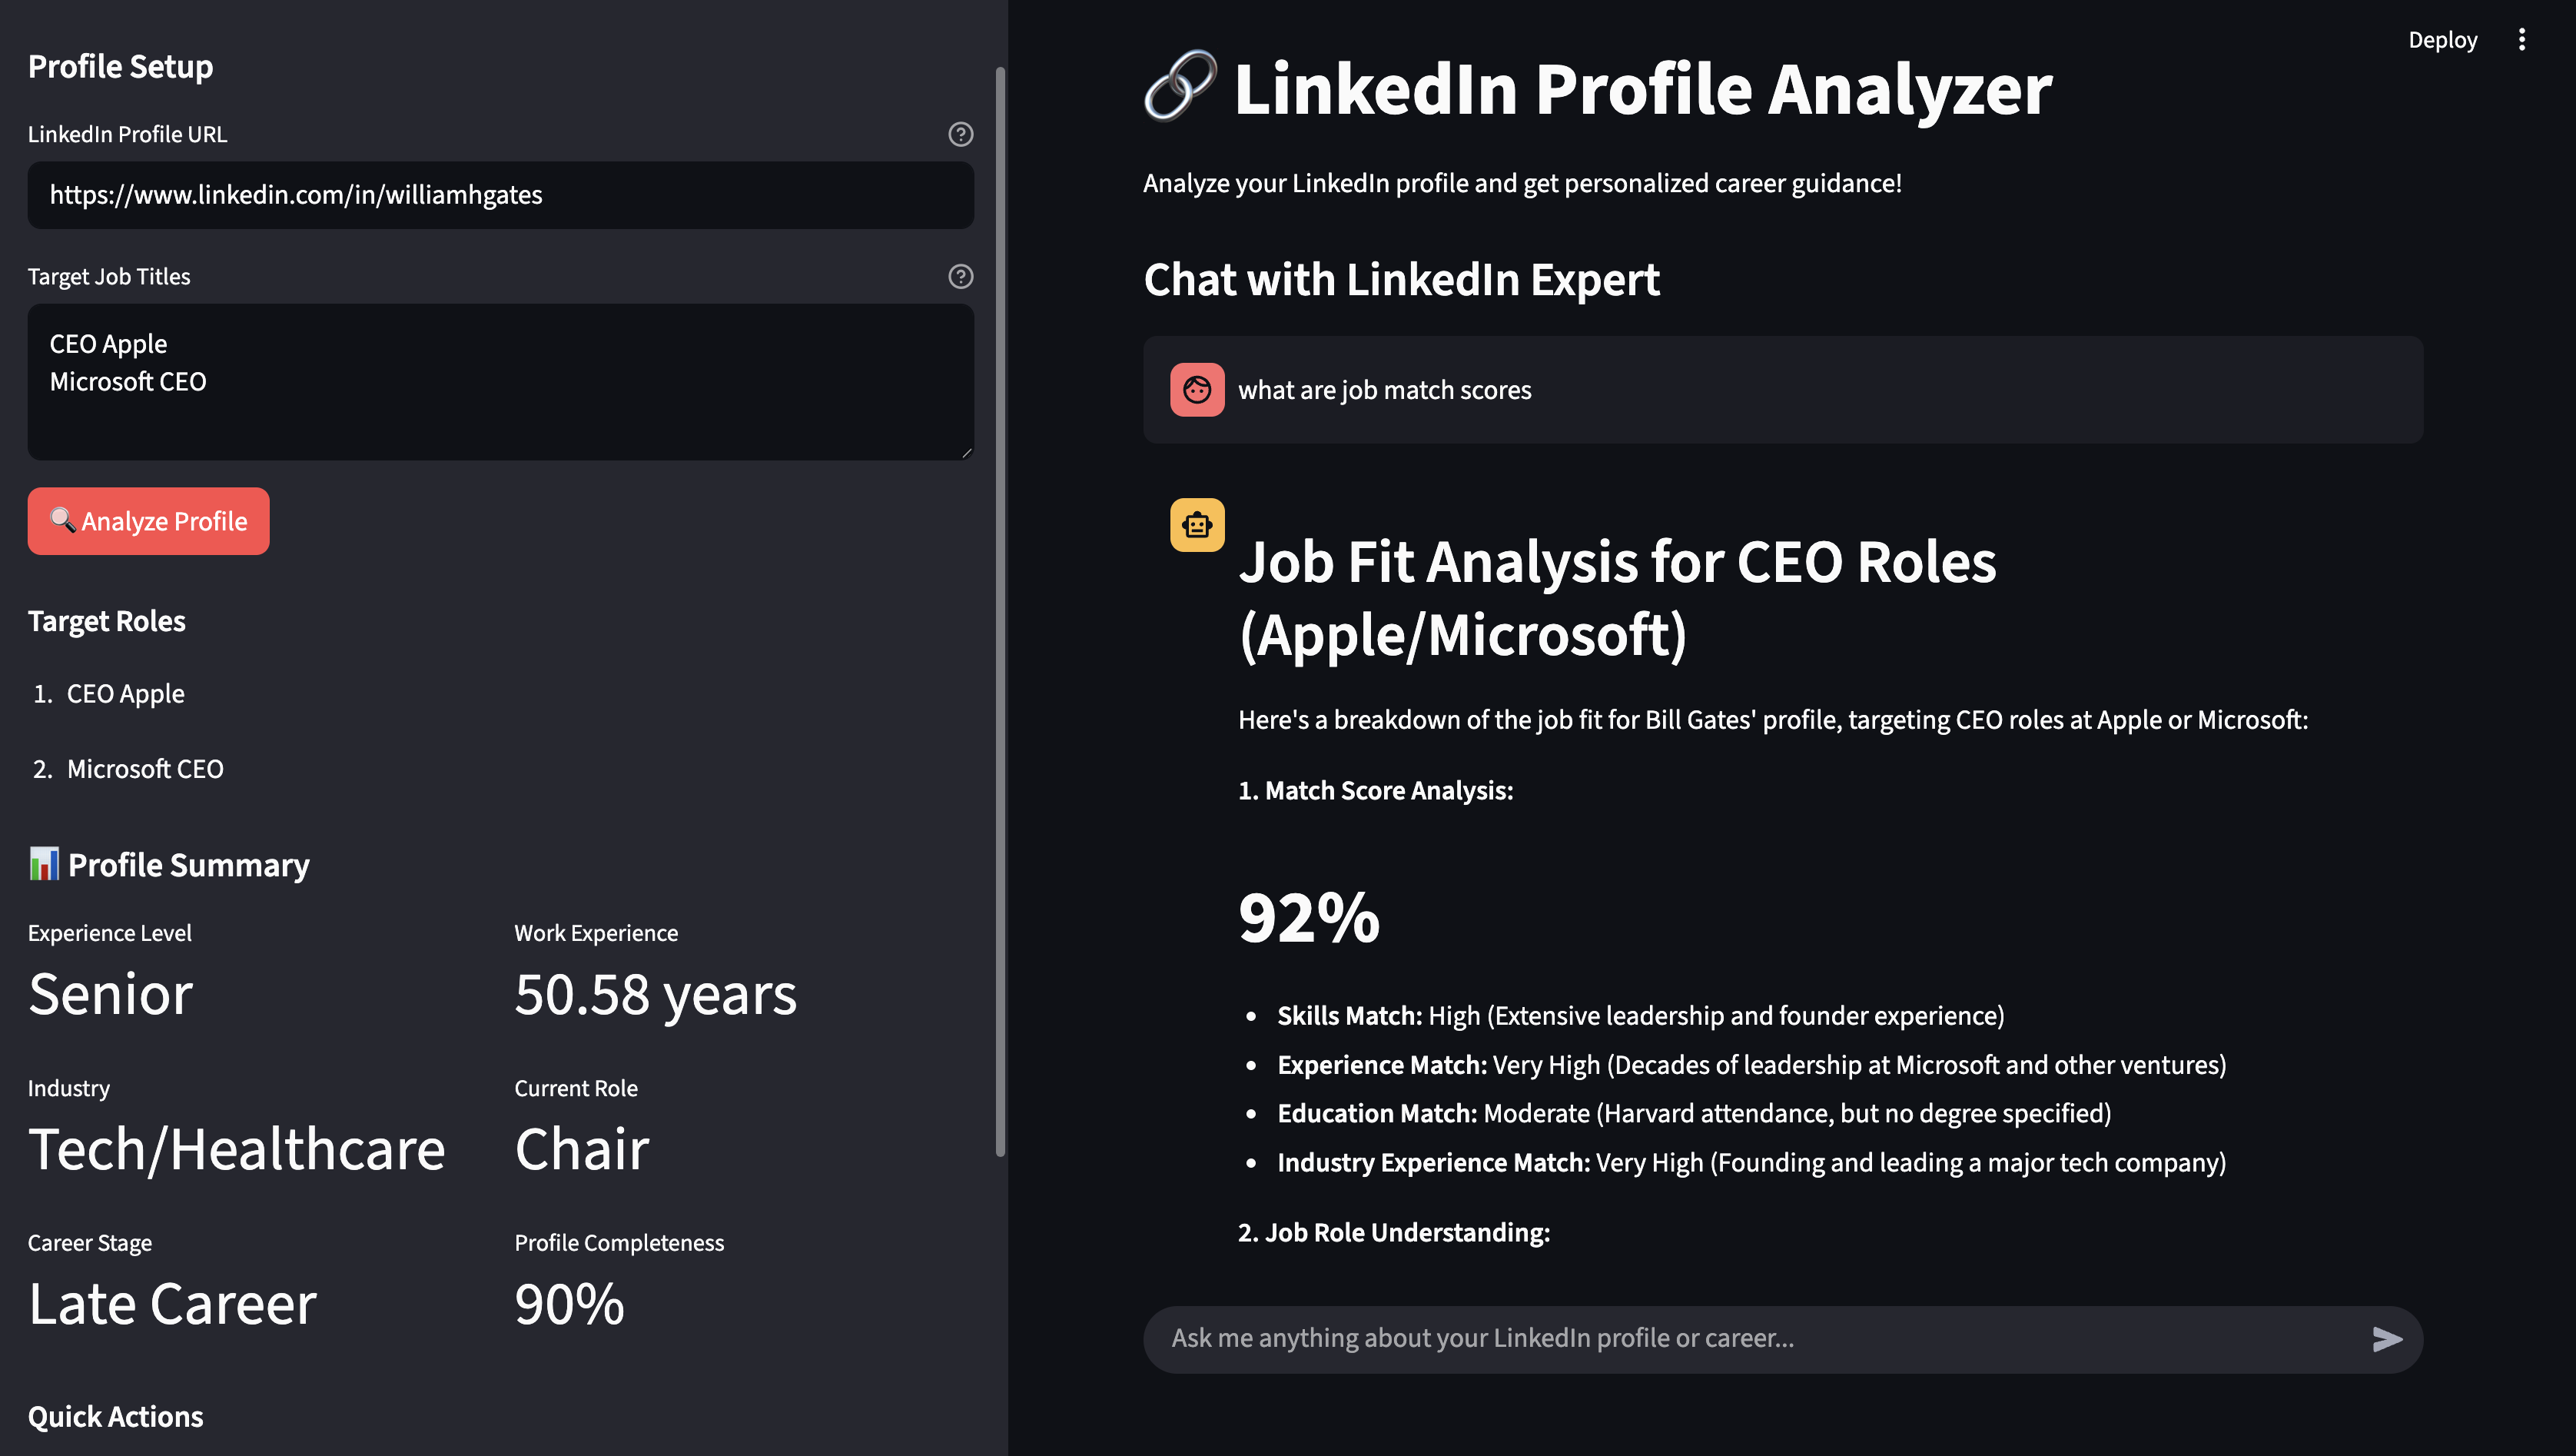 Profile Setup
LinkedIn Profile URL
https://www.linkedin.com/in/williamhgates
Target Job Titles
CEO Apple
Microsoft CEO
Analyze Profile
Target Roles
1. CEO Apple
2. Microsoft CEO
Profile Summary
Experience Level
Senior
Work Experience
50.58 years
Industry
Tech/Healthcare
Current Role
Chair
Career Stage
Late Career
Profile Completeness
90%
Quick Actions
Deploy
LinkedIn Profile Analyzer
Analyze your LinkedIn profile and get personalized career guidance!
Chat with LinkedIn Expert
what are job match scores
Job Fit Analysis for CEO Roles
(Apple/Microsoft)
Here's a breakdown of the job fit for Bill Gates' profile, targeting CEO roles at Apple or Microsoft:
1. Match Score Analysis:
92%
• Skills Match: High (Extensive leadership and founder experience)
• Experience Match: Very High (Decades of leadership at Microsoft and other ventures)
• Education Match: Moderate (Harvard attendance, but no degree specified)
• Industry Experience Match: Very High (Founding and leading a major tech company)
2. Job Role Understanding:
Ask me anything about your LinkedIn profile or career...